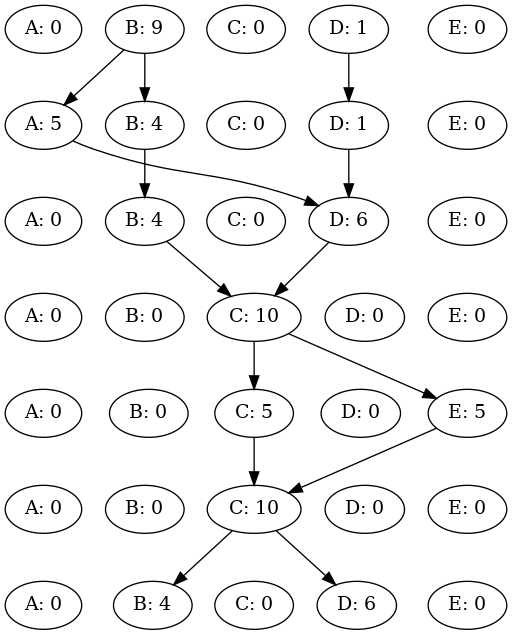 A: 0 B: 9 C: 0 D: 1 E: 0
A: 5 B: 4 C: 0 D: 1 E: 0
A: 0 B: 4 C: 0 D: 6 E: 0
A: 0 B: 0 C: 10 D: 0 E: 0
A: 0 B: 0 C: 5 D: 0 E: 5
A: 0 B: 0 C: 10 D: 0 E: 0
A: 0 B: 4 C: 0 D: 6 E: 0